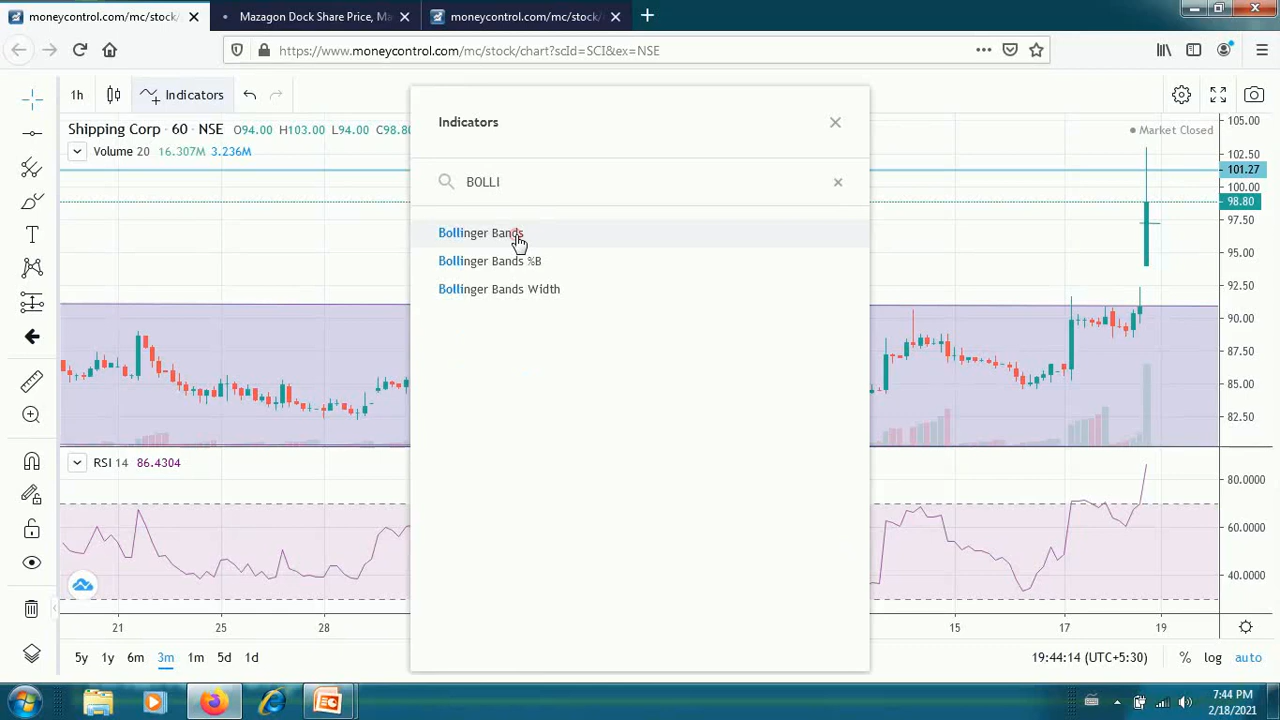 moneycontrol.com/mc/stock/
Mazagon Dock Share Price, Ma
moneycontrol.com/mc/stock/
https://www.moneycontrol.com/mc/stock/chart?scId=SCI&ex=NSE
1h
Indicators
Shipping Corp · 60 · NSE O94.00 H103.00 L94.00 C98.80
Volume 20 16.307M 3.236M
Market Closed
Indicators
BOLLI
Bollinger Bands
Bollinger Bands %B
Bollinger Bands Width
105.00
102.50
101.27
100.00
98.80
97.50
95.00
92.50
90.00
87.50
85.00
82.50
RSI 14 86.4304
80.0000
60.0000
40.0000
21 25 28 15 17 19
5y 1y 6m 3m 1m 5d 1d
19:44:14 (UTC+5:30) % log auto
7:44 PM
2/18/2021